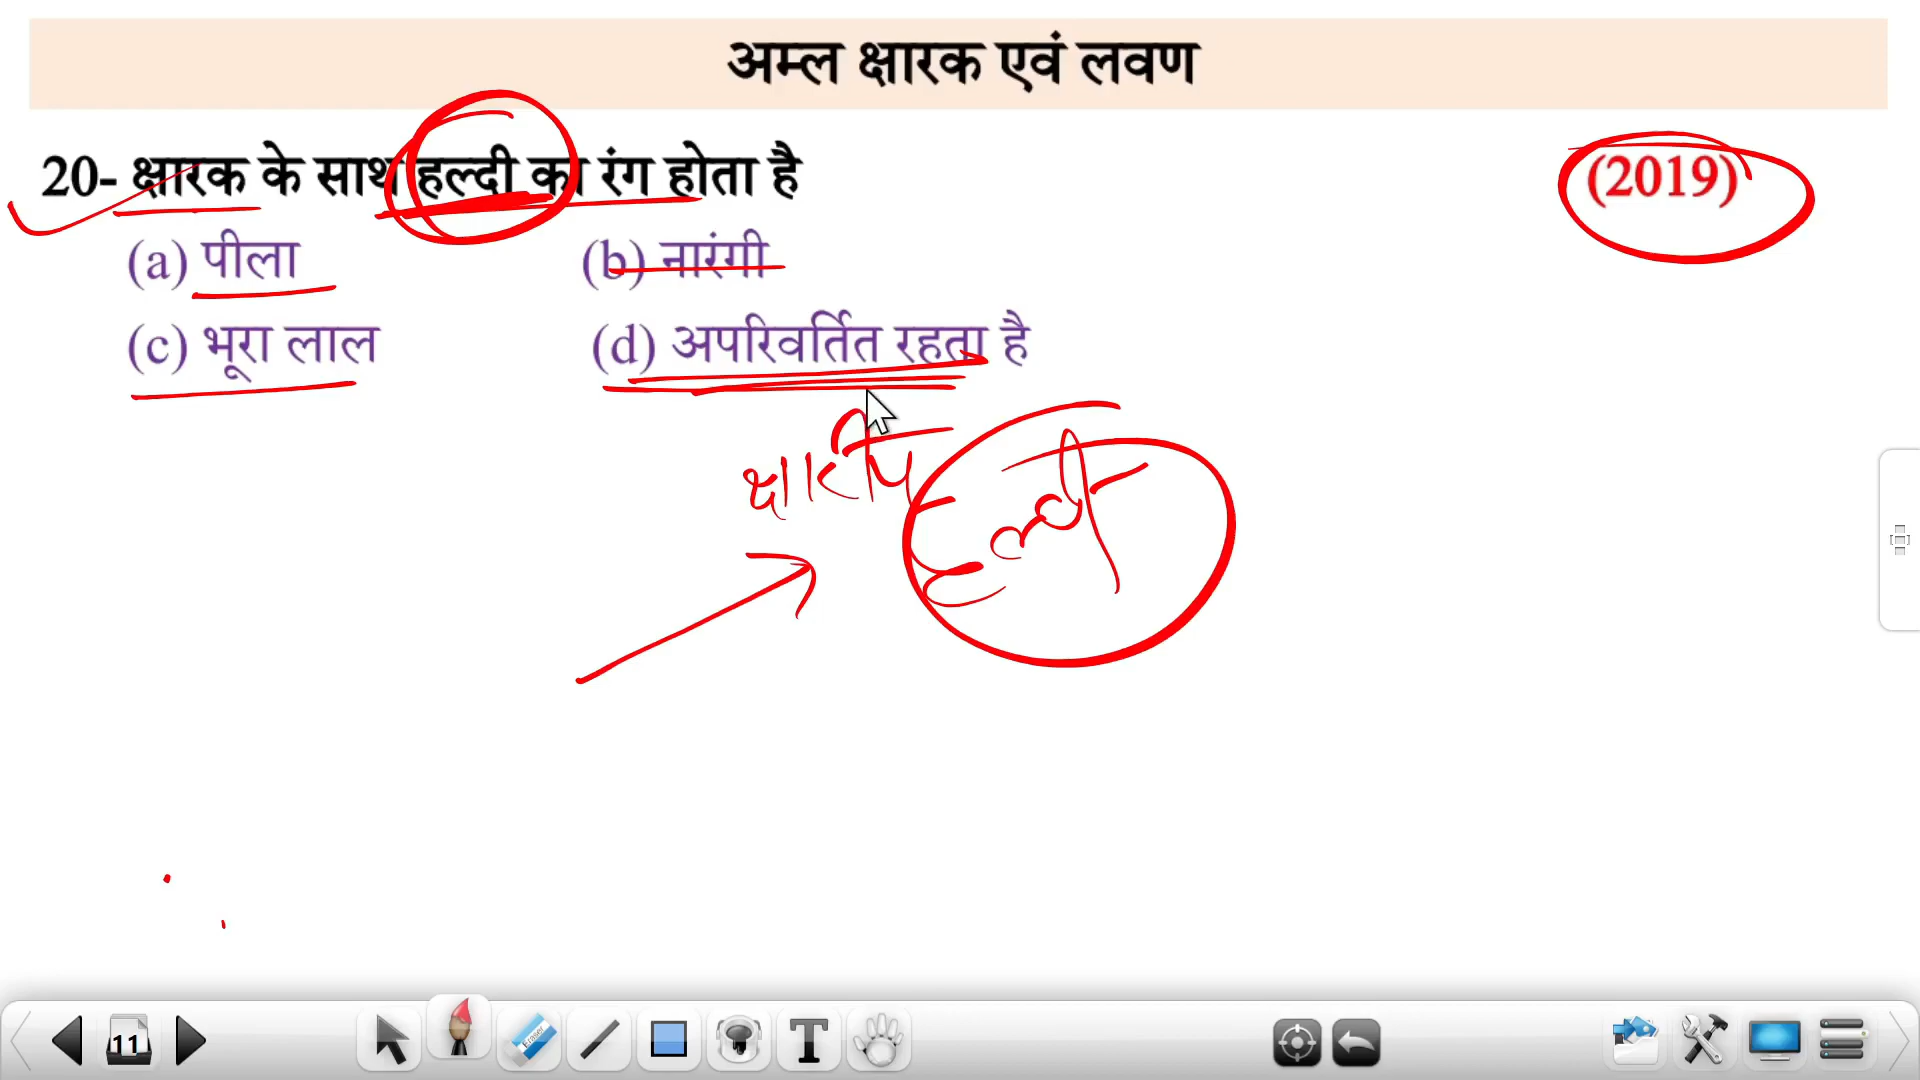 अम्ल क्षारक एवं लवण
20- क्षारक के साथ हल्दी का रंग होता है (2019)
(a) पीला (b) नारंगी
(c) भूरा लाल (d) अपरिवर्तित रहता है
क्षारीय
हल्दी
11